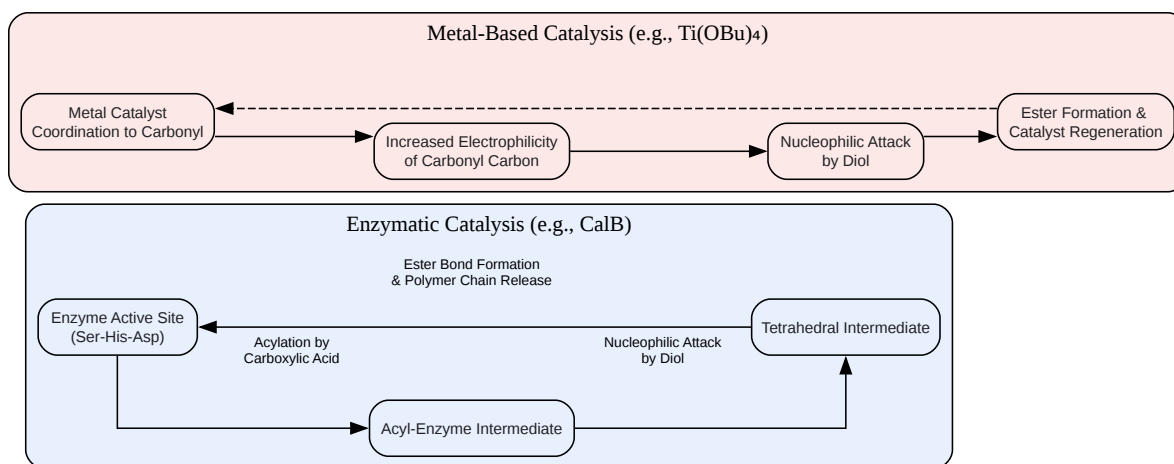 Metal-Based Catalysis (e.g., Ti(OBu)₄)
Metal Catalyst
Coordination to Carbonyl
Increased Electrophilicity
of Carbonyl Carbon
Nucleophilic Attack
by Diol
Ester Formation &
Catalyst Regeneration
Enzymatic Catalysis (e.g., CalB)
Ester Bond Formation
& Polymer Chain Release
Enzyme Active Site
(Ser-His-Asp)
Tetrahedral Intermediate
Acylation by
Carboxylic Acid
Nucleophilic Attack
by Diol
Acyl-Enzyme Intermediate